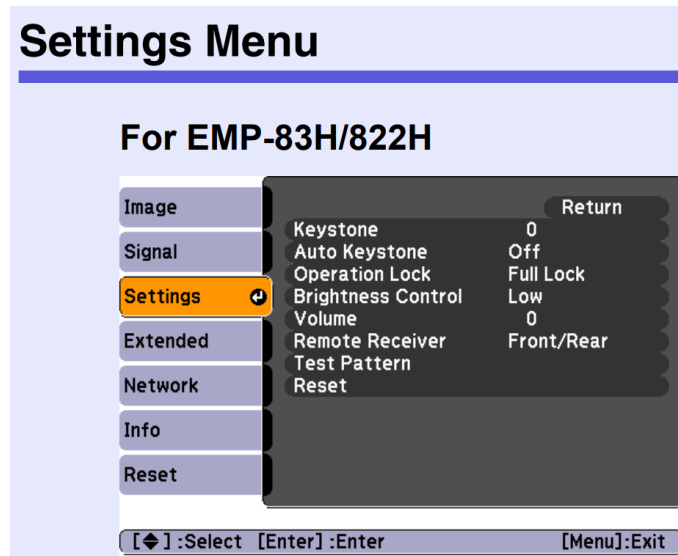 Settings Menu
For EMP-83H/822H
Image
Signal
Settings
Extended
Network
Info
Reset
Return
Keystone 0
Auto Keystone Off
Operation Lock Full Lock
Brightness Control Low
Volume 0
Remote Receiver Front/Rear
Test Pattern
Reset
[◆] :Select [Enter] :Enter [Menu]:Exit